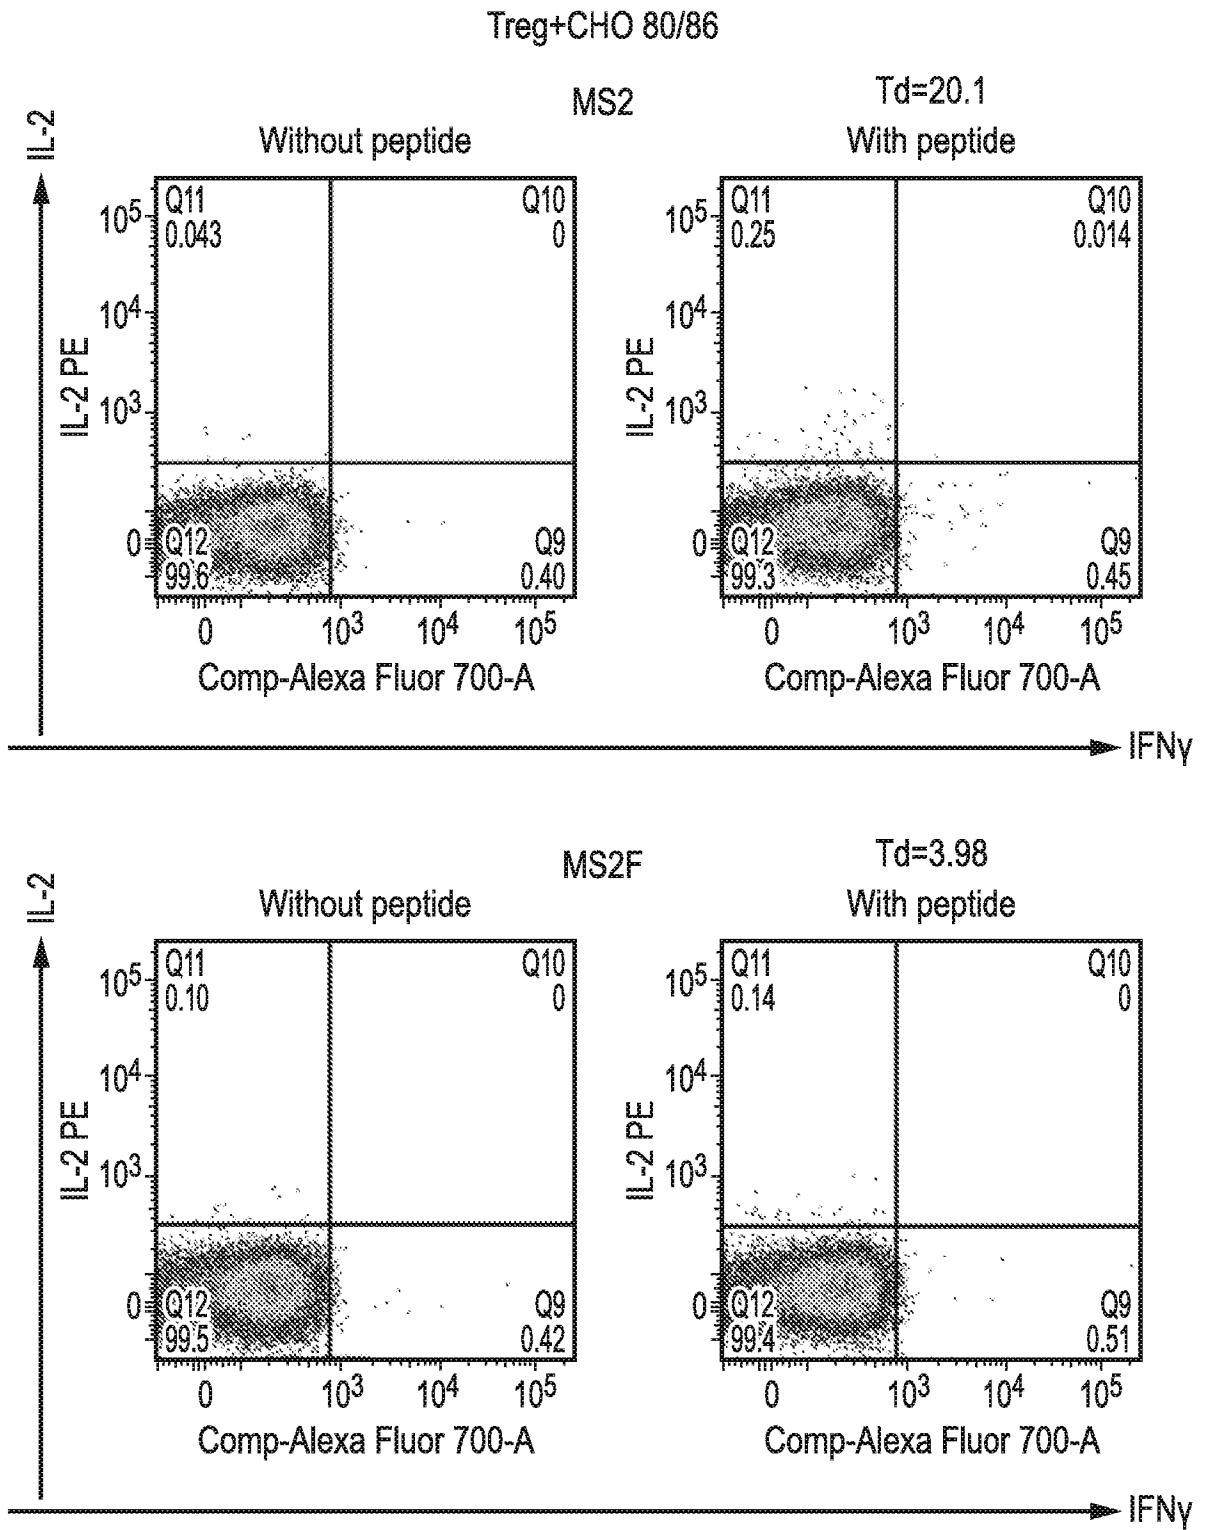 Treg+CHO 80/86
MS2
Td=20.1
Without peptide
With peptide
IL-2
IL-2 PE
10^5
10^4
10^3
0
Q11
0.043
Q10
0
Q12
99.6
Q9
0.40
0
10^3
10^4
10^5
Comp-Alexa Fluor 700-A
IL-2 PE
10^5
10^4
10^3
0
Q11
0.25
Q10
0.014
Q12
99.3
Q9
0.45
0
10^3
10^4
10^5
Comp-Alexa Fluor 700-A
IFNγ
MS2F
Td=3.98
Without peptide
With peptide
IL-2
IL-2 PE
10^5
10^4
10^3
0
Q11
0.10
Q10
0
Q12
99.5
Q9
0.42
0
10^3
10^4
10^5
Comp-Alexa Fluor 700-A
IL-2 PE
10^5
10^4
10^3
0
Q11
0.14
Q10
0
Q12
99.4
Q9
0.51
0
10^3
10^4
10^5
Comp-Alexa Fluor 700-A
IFNγ